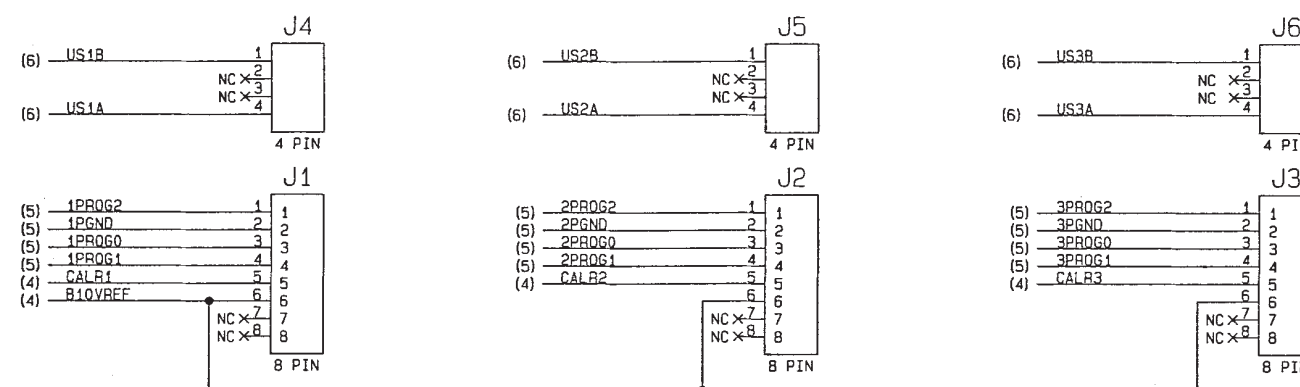 J4
(6) US1B 1
NC 2
NC 3
(6) US1A 4
4 PIN
J5
(6) US2B 1
NC 2
NC 3
(6) US2A 4
4 PIN
J6
(6) US3B 1
NC 2
NC 3
(6) US3A 4
4 PI
J1
(5) 1PROG2 1 1
(5) 1PGND 2 2
(5) 1PROG0 3 3
(5) 1PROG1 4 4
(4) CALR1 5 5
(4) B10VREF 6 6
NC 7 7
NC 8 8
8 PIN
J2
(5) 2PROG2 1 1
(5) 2PGND 2 2
(5) 2PROG0 3 3
(5) 2PROG1 4 4
(4) CALR2 5 5
6 6
NC 7 7
NC 8 8
8 PIN
J3
(5) 3PROG2 1 1
(5) 3PGND 2 2
(5) 3PROG0 3 3
(5) 3PROG1 4 4
(4) CALR3 5 5
6 6
NC 7 7
NC 8 8
8 PI